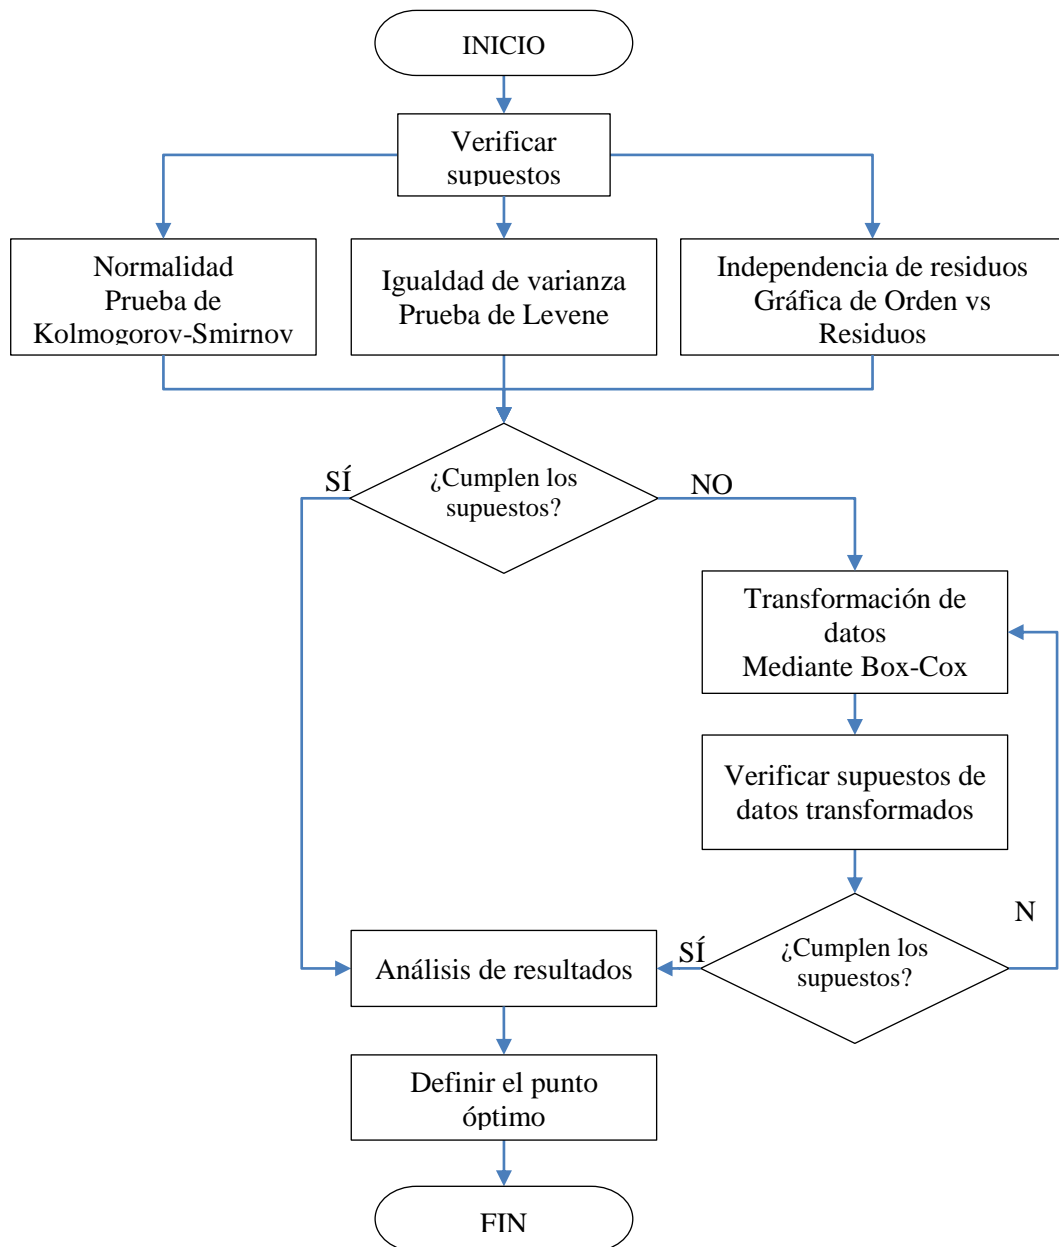 INICIO
Verificar
supuestos
Normalidad
Prueba de
Kolmogorov-Smirnov
Igualdad de varianza
Prueba de Levene
Independencia de residuos
Gráfica de Orden vs
Residuos
¿Cumplen los
supuestos?
SÍ
NO
Transformación de
datos
Mediante Box-Cox
Verificar supuestos de
datos transformados
¿Cumplen los
supuestos?
SÍ
N
Análisis de resultados
Definir el punto
óptimo
FIN